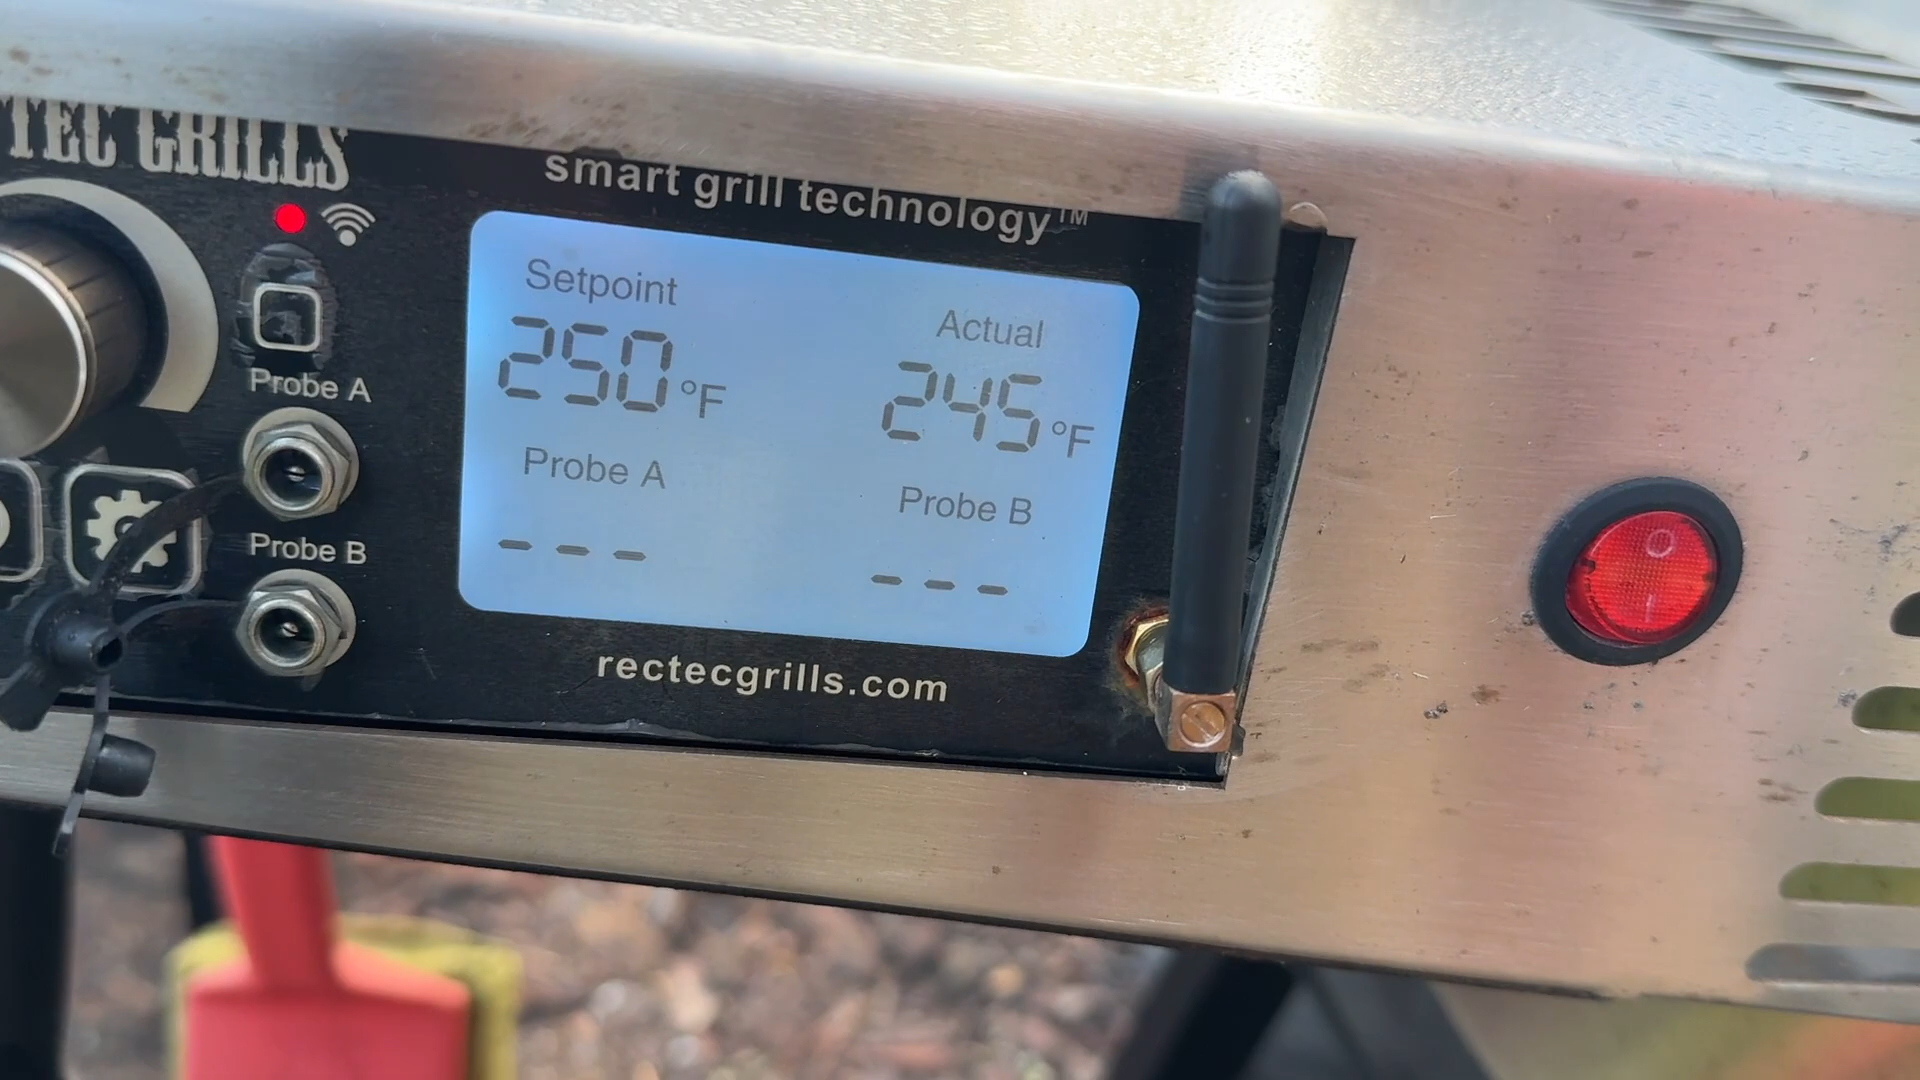 TEC GRILLS
smart grill technology™
Setpoint
Actual
250 °F
245 °F
Probe A
Probe B
- - -
- - -
rectecgrills.com
Probe A
Probe B
O
I